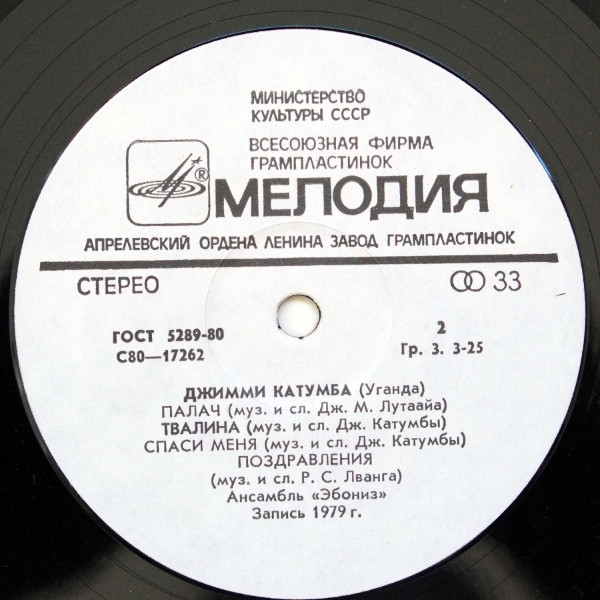 МИНИСТЕРСТВО
КУЛЬТУРЫ СССР
ВСЕСОЮЗНАЯ ФИРМА
ГРАМПЛАСТИНОК
® МЕЛОДИЯ
АПРЕЛЕВСКИЙ ОРДЕНА ЛЕНИНА ЗАВОД ГРАМПЛАСТИНОК
СТЕРЕО 33
ГОСТ 5289-80 2
С80—17262 Гр. 3. 3-25
ДЖИММИ КАТУМБА (Уганда)
ПАЛАЧ (муз. и сл. Дж. М. Лутаайа)
ТВАЛИНА (муз. и сл. Дж. Катумбы)
СПАСИ МЕНЯ (муз. и сл. Дж. Катумбы)
ПОЗДРАВЛЕНИЯ
(муз. и сл. Р. С. Лванга)
Ансамбль «Эбониз»
Запись 1979 г.